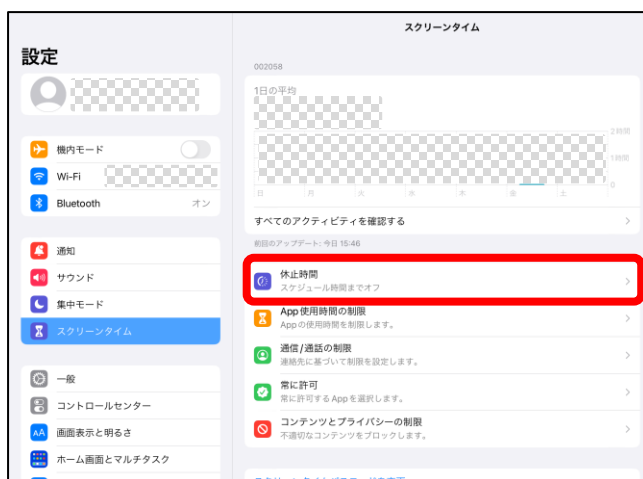 スクリーンタイム
設定
002058
1日の平均
2時間
1時間
0
日 月 火 水 木 金 土
機内モード
Wi-Fi
Bluetooth オン
すべてのアクティビティを確認する
前回のアップデート: 今日 15:46
通知
サウンド
集中モード
スクリーンタイム
休止時間
スケジュール時間までオフ
App使用時間の制限
Appの使用時間を制限します。
通信/通話の制限
連絡先に基づいて制限を設定します。
常に許可
常に許可するAppを選択します。
コンテンツとプライバシーの制限
不適切なコンテンツをブロックします。
一般
コントロールセンター
AA 画面表示と明るさ
ホーム画面とマルチタスク